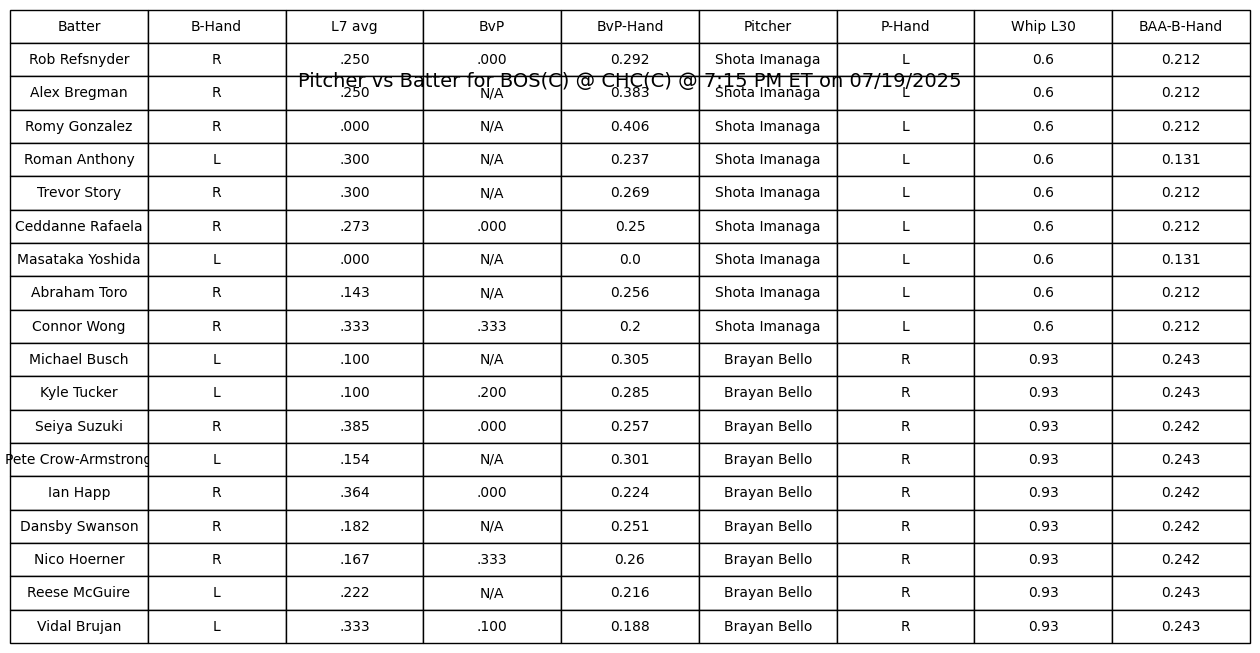 Batter B-Hand L7 avg BvP BvP-Hand Pitcher P-Hand Whip L30 BAA-B-Hand
Rob Refsnyder R .250 .000 0.292 Shota Imanaga L 0.6 0.212
Pitcher vs Batter for BOS(C) @ CHC(C) @ 7:15 PM ET on 07/19/2025
Alex Bregman R .250 N/A 0.383 Shota Imanaga L 0.6 0.212
Romy Gonzalez R .000 N/A 0.406 Shota Imanaga L 0.6 0.212
Roman Anthony L .300 N/A 0.237 Shota Imanaga L 0.6 0.131
Trevor Story R .300 N/A 0.269 Shota Imanaga L 0.6 0.212
Ceddanne Rafaela R .273 .000 0.25 Shota Imanaga L 0.6 0.212
Masataka Yoshida L .000 N/A 0.0 Shota Imanaga L 0.6 0.131
Abraham Toro R .143 N/A 0.256 Shota Imanaga L 0.6 0.212
Connor Wong R .333 .333 0.2 Shota Imanaga L 0.6 0.212
Michael Busch L .100 N/A 0.305 Brayan Bello R 0.93 0.243
Kyle Tucker L .100 .200 0.285 Brayan Bello R 0.93 0.243
Seiya Suzuki R .385 .000 0.257 Brayan Bello R 0.93 0.242
Pete Crow-Armstrong L .154 N/A 0.301 Brayan Bello R 0.93 0.243
Ian Happ R .364 .000 0.224 Brayan Bello R 0.93 0.242
Dansby Swanson R .182 N/A 0.251 Brayan Bello R 0.93 0.242
Nico Hoerner R .167 .333 0.26 Brayan Bello R 0.93 0.242
Reese McGuire L .222 N/A 0.216 Brayan Bello R 0.93 0.243
Vidal Brujan L .333 .100 0.188 Brayan Bello R 0.93 0.243